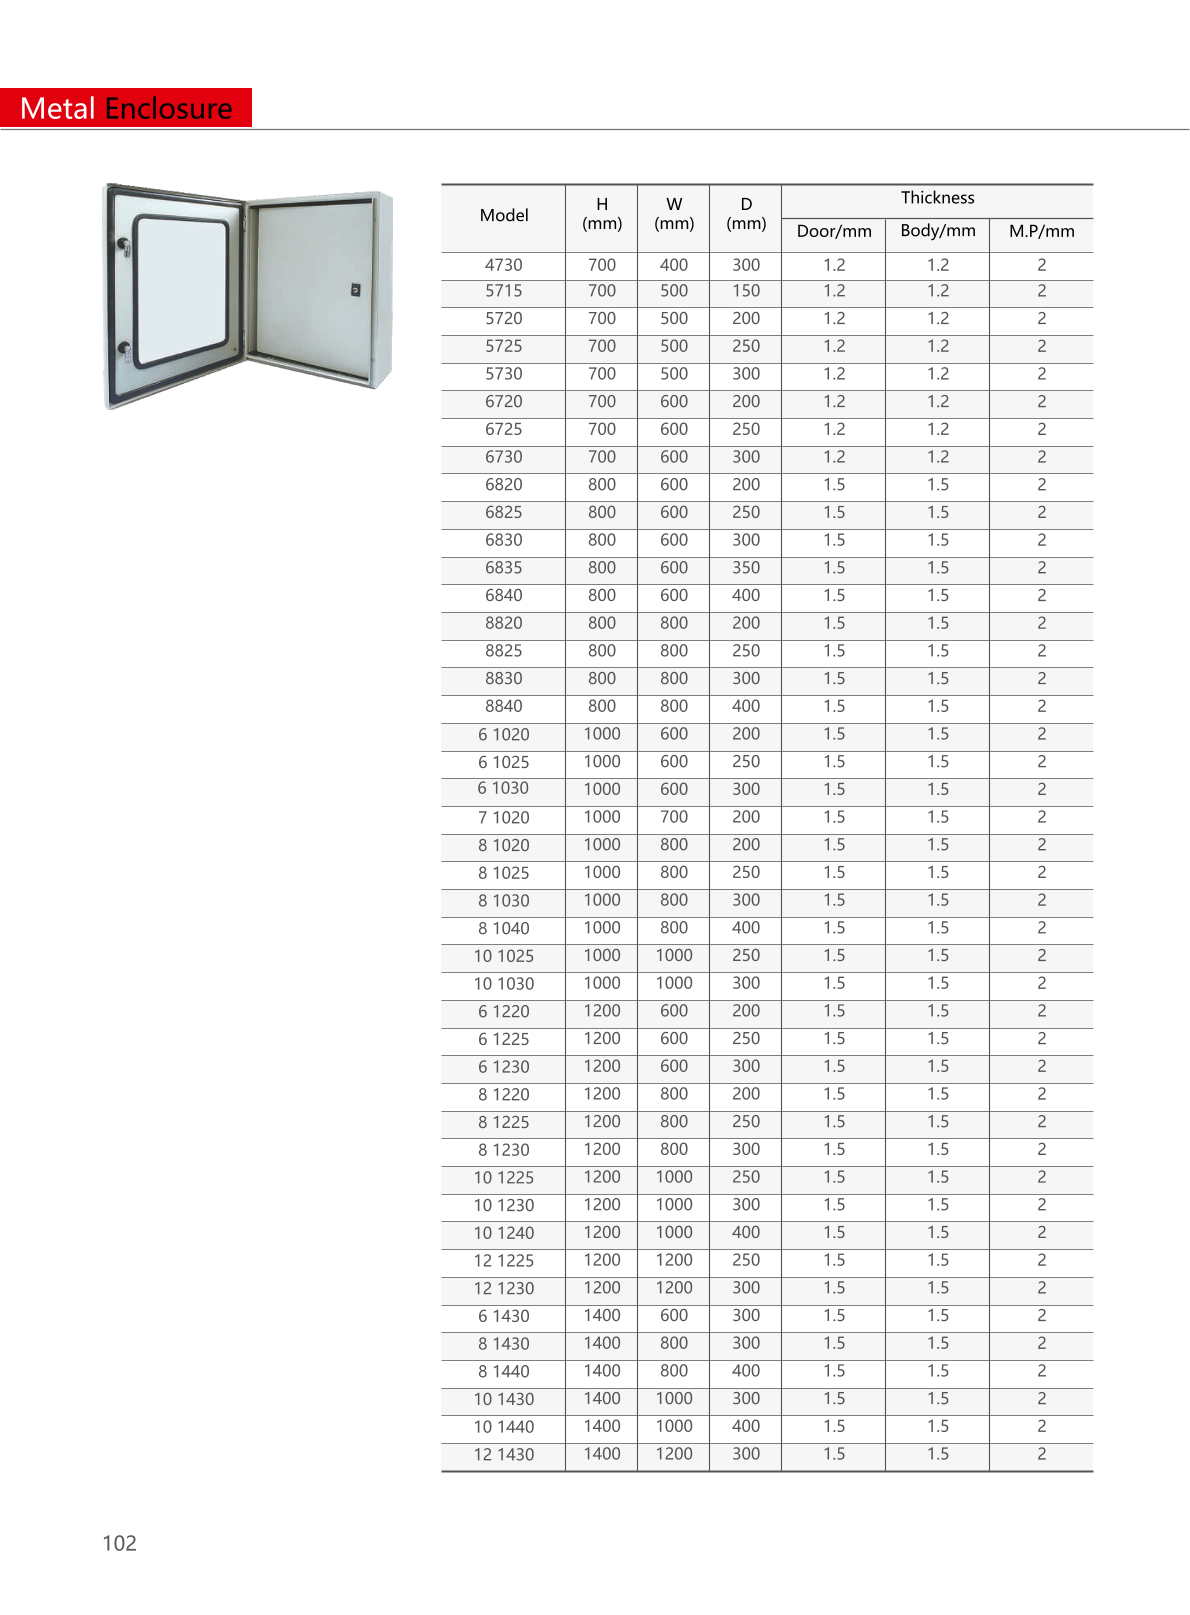 Metal Enclosure
Model H (mm) W (mm) D (mm) Thickness
Door/mm Body/mm M.P/mm
4730 700 400 300 1.2 1.2 2
5715 700 500 150 1.2 1.2 2
5720 700 500 200 1.2 1.2 2
5725 700 500 250 1.2 1.2 2
5730 700 500 300 1.2 1.2 2
6720 700 600 200 1.2 1.2 2
6725 700 600 250 1.2 1.2 2
6730 700 600 300 1.2 1.2 2
6820 800 600 200 1.5 1.5 2
6825 800 600 250 1.5 1.5 2
6830 800 600 300 1.5 1.5 2
6835 800 600 350 1.5 1.5 2
6840 800 600 400 1.5 1.5 2
8820 800 800 200 1.5 1.5 2
8825 800 800 250 1.5 1.5 2
8830 800 800 300 1.5 1.5 2
8840 800 800 400 1.5 1.5 2
6 1020 1000 600 200 1.5 1.5 2
6 1025 1000 600 250 1.5 1.5 2
6 1030 1000 600 300 1.5 1.5 2
7 1020 1000 700 200 1.5 1.5 2
8 1020 1000 800 200 1.5 1.5 2
8 1025 1000 800 250 1.5 1.5 2
8 1030 1000 800 300 1.5 1.5 2
8 1040 1000 800 400 1.5 1.5 2
10 1025 1000 1000 250 1.5 1.5 2
10 1030 1000 1000 300 1.5 1.5 2
6 1220 1200 600 200 1.5 1.5 2
6 1225 1200 600 250 1.5 1.5 2
6 1230 1200 600 300 1.5 1.5 2
8 1220 1200 800 200 1.5 1.5 2
8 1225 1200 800 250 1.5 1.5 2
8 1230 1200 800 300 1.5 1.5 2
10 1225 1200 1000 250 1.5 1.5 2
10 1230 1200 1000 300 1.5 1.5 2
10 1240 1200 1000 400 1.5 1.5 2
12 1225 1200 1200 250 1.5 1.5 2
12 1230 1200 1200 300 1.5 1.5 2
6 1430 1400 600 300 1.5 1.5 2
8 1430 1400 800 300 1.5 1.5 2
8 1440 1400 800 400 1.5 1.5 2
10 1430 1400 1000 300 1.5 1.5 2
10 1440 1400 1000 400 1.5 1.5 2
12 1430 1400 1200 300 1.5 1.5 2
102